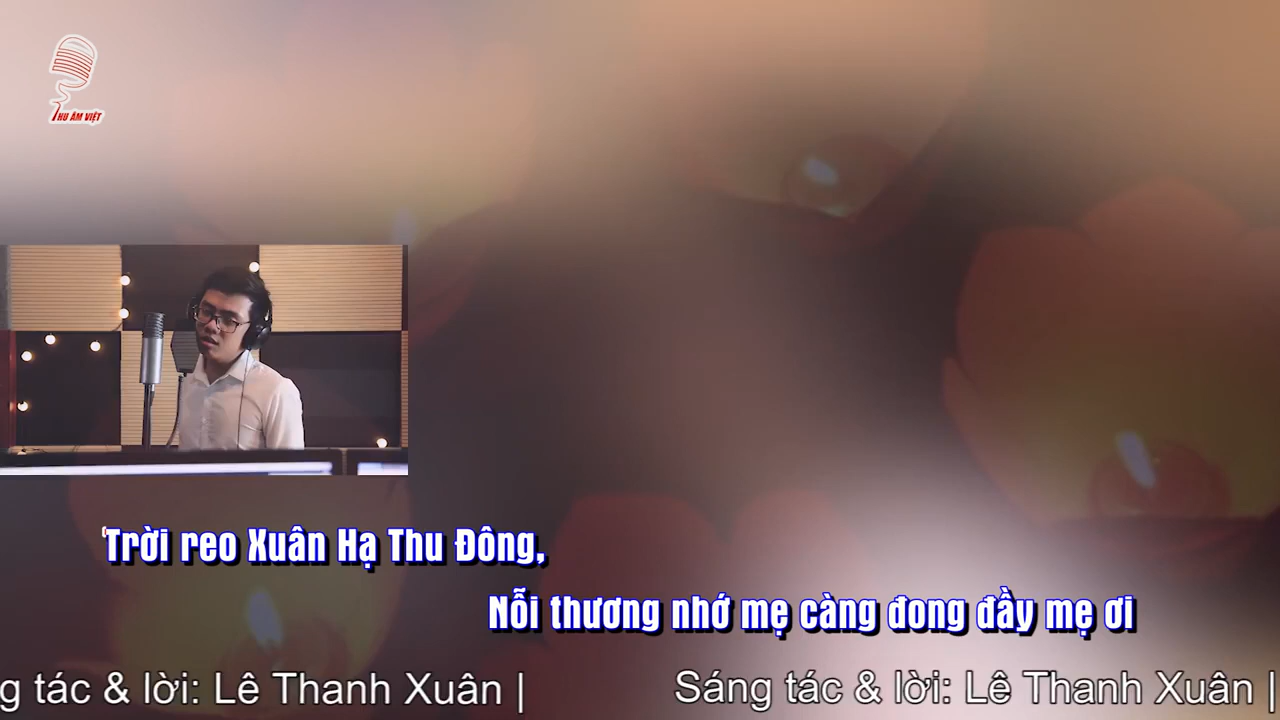 THU ÂM VIỆT
Trời reo Xuân Hạ Thu Đông,
Nỗi thương nhớ mẹ càng đong đầy mẹ ơi
g tác & lời: Lê Thanh Xuân | Sáng tác & lời: Lê Thanh Xuân |